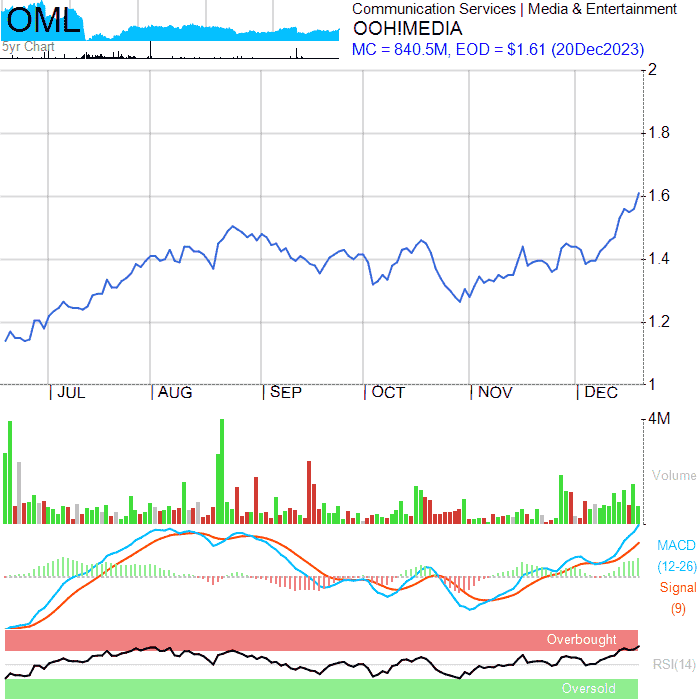 OML
5yr Chart
Communication Services | Media & Entertainment
OOH!MEDIA
MC = 840.5M, EOD = $1.61 (20Dec2023)
2
1.8
1.6
1.4
1.2
1
JUL AUG SEP OCT NOV DEC
4M
Volume
MACD
(12-26)
Signal
(9)
Overbought
RSI(14)
Oversold